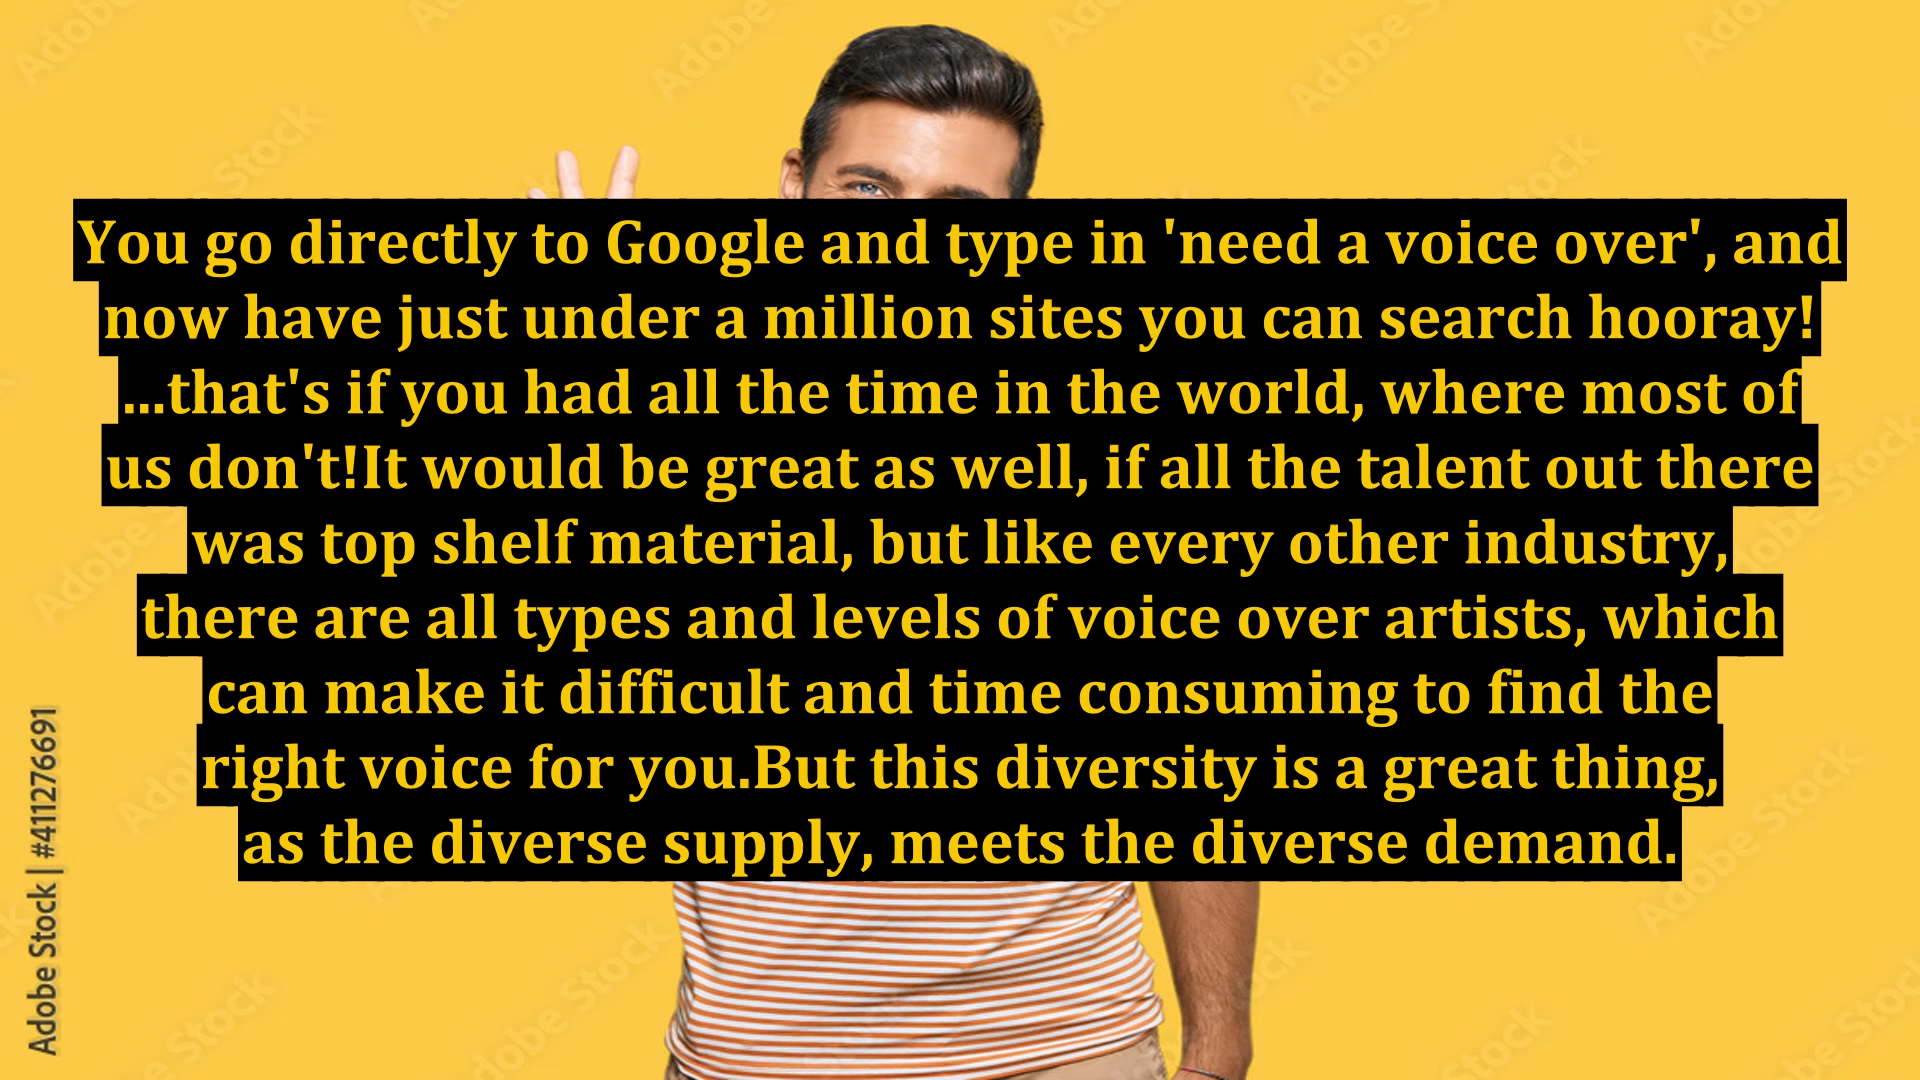 You go directly to Google and type in 'need a voice over', and
now have just under a million sites you can search hooray!
...that's if you had all the time in the world, where most of
us don't!It would be great as well, if all the talent out there
was top shelf material, but like every other industry,
there are all types and levels of voice over artists, which
can make it difficult and time consuming to find the
right voice for you.But this diversity is a great thing,
as the diverse supply, meets the diverse demand.
Adobe Stock | #411276691
Adobe Stock